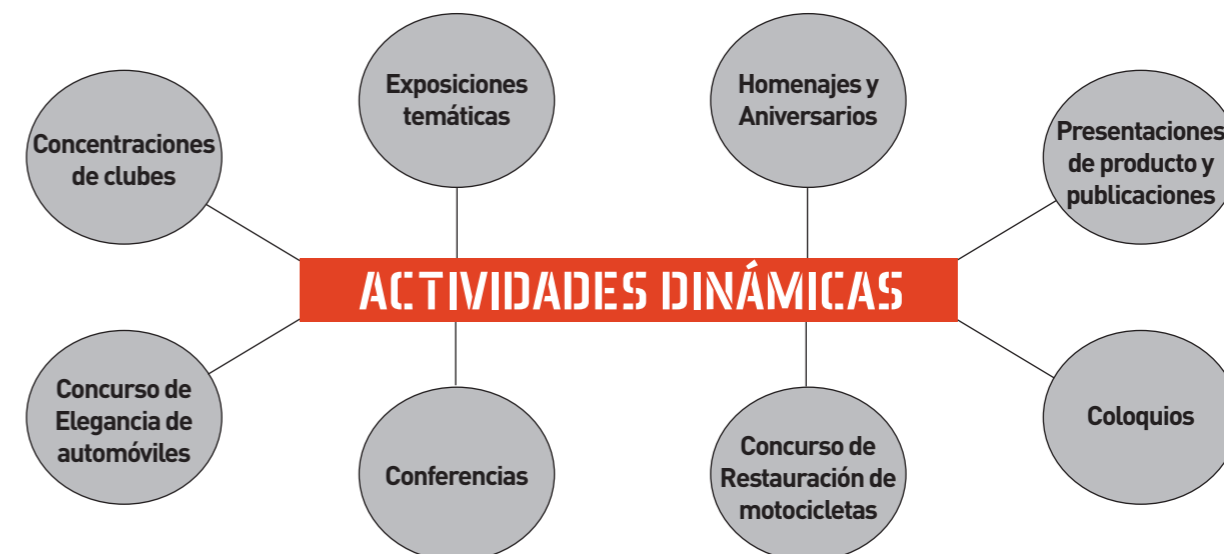 Concentraciones
de clubes
Exposiciones
temáticas
Homenajes y
Aniversarios
Presentaciones
de producto y
publicaciones
ACTIVIDADES DINÁMICAS
Concurso de
Elegancia de
automóviles
Conferencias
Concurso de
Restauración de
motocicletas
Coloquios